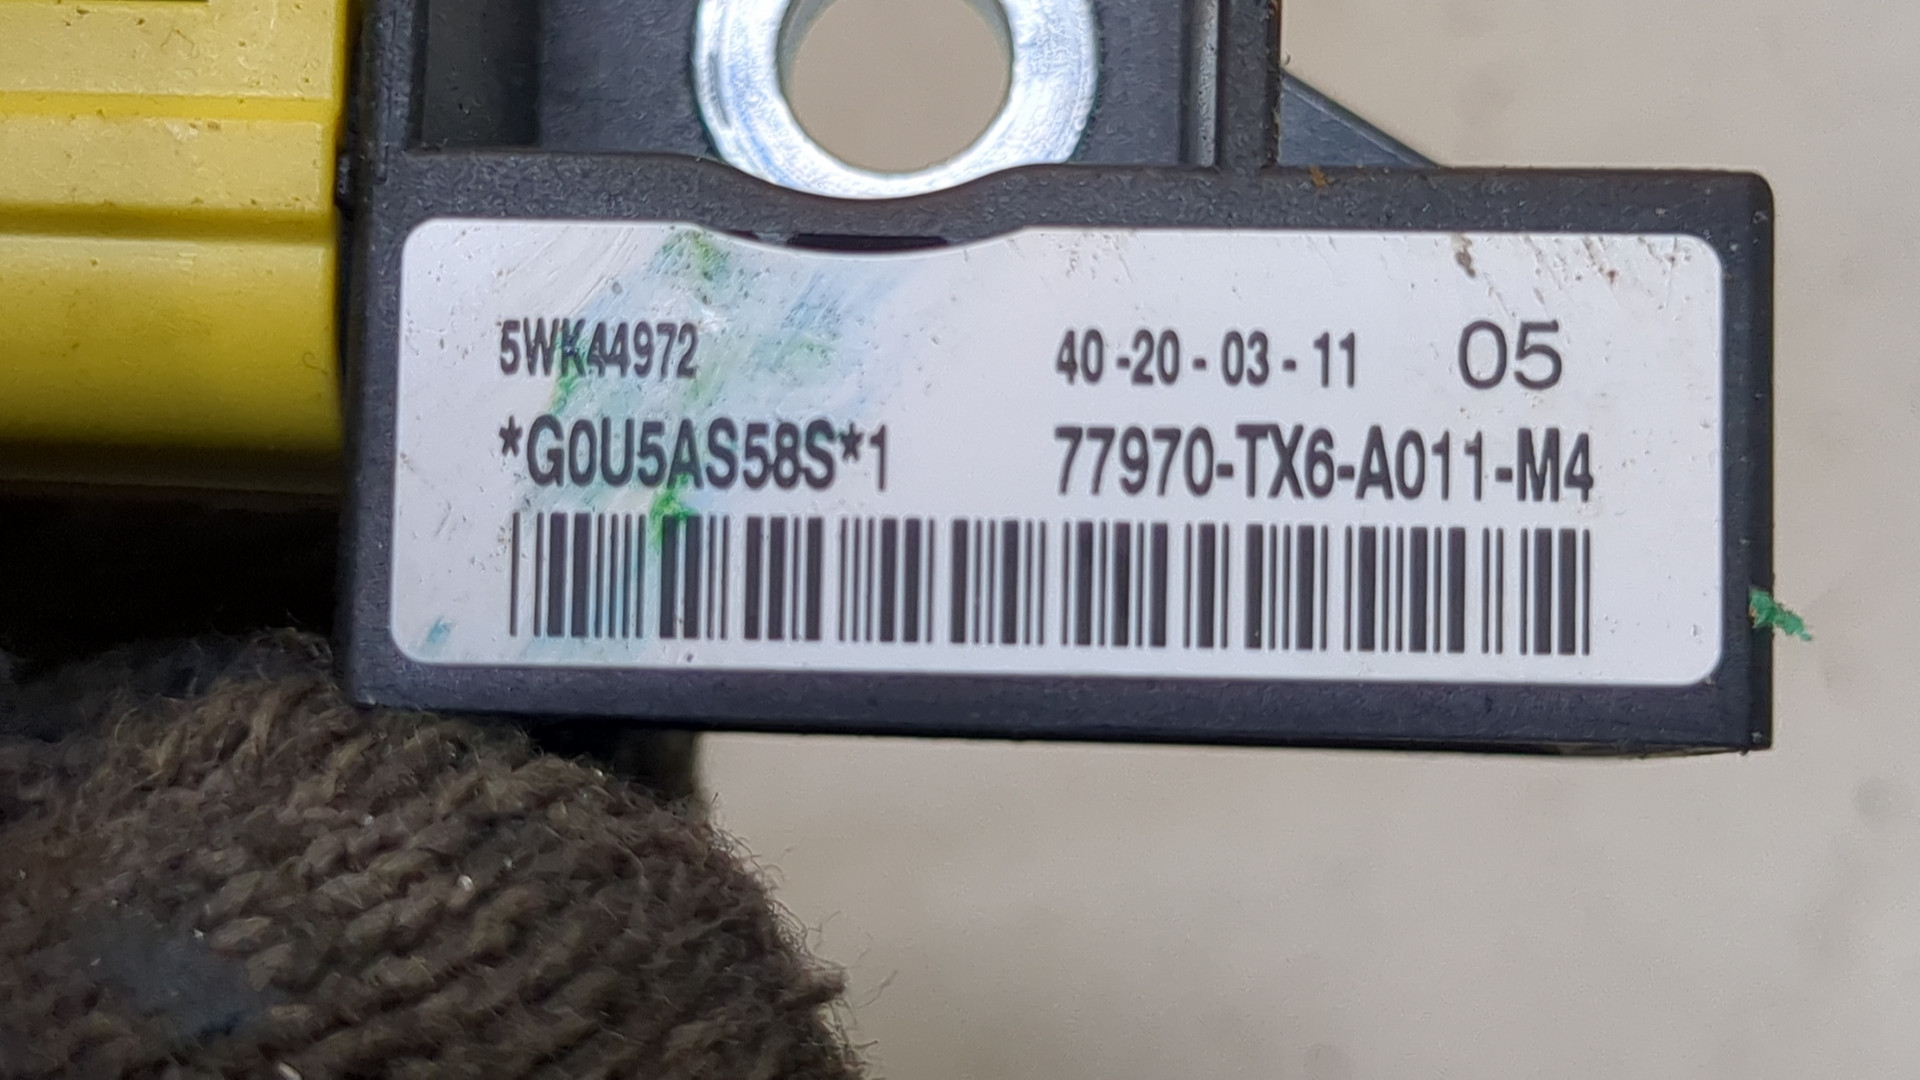 5WK44972 40-20-03-11 05
*G0U5AS58S*1 77970-TX6-A011-M4